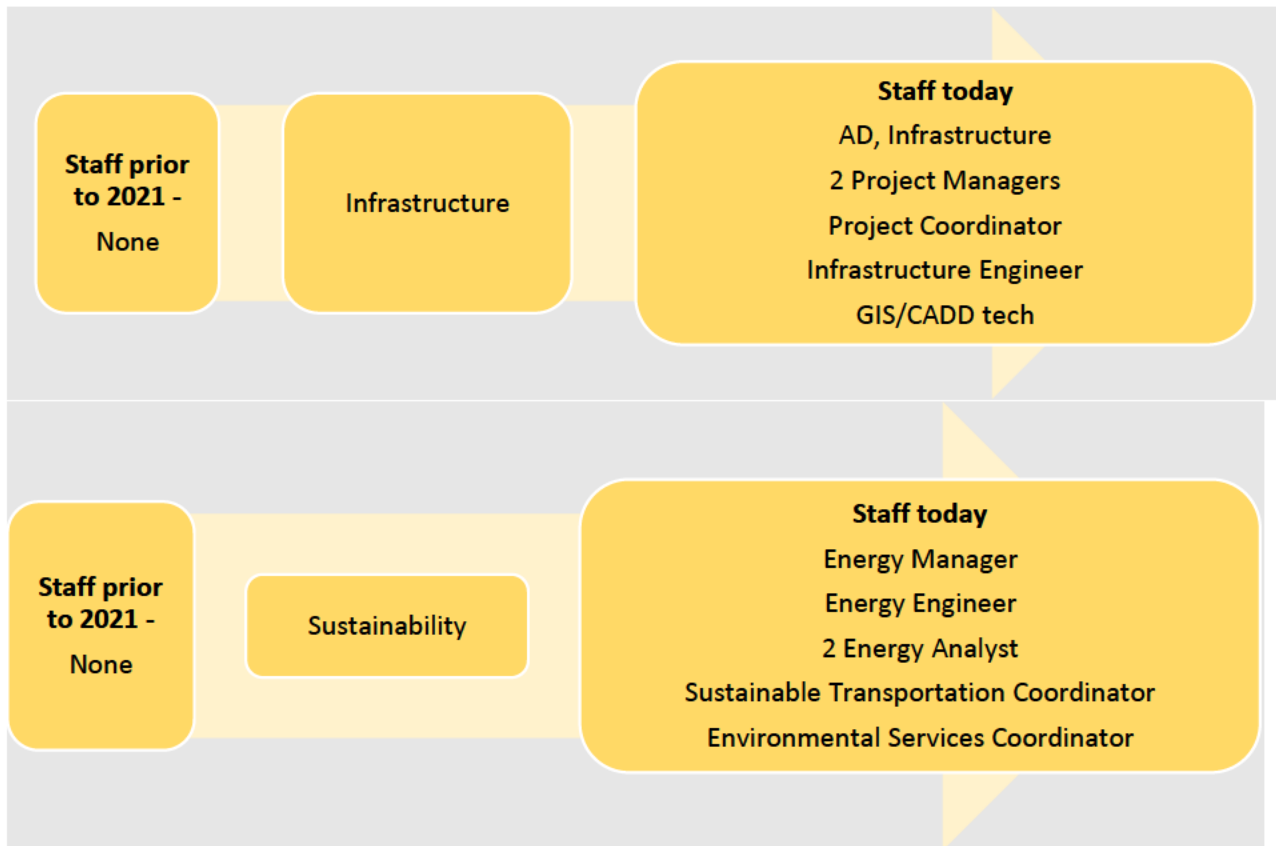 Staff prior
to 2021 -
None
Infrastructure
Staff today
AD, Infrastructure
2 Project Managers
Project Coordinator
Infrastructure Engineer
GIS/CADD tech
Staff prior
to 2021 -
None
Sustainability
Staff today
Energy Manager
Energy Engineer
2 Energy Analyst
Sustainable Transportation Coordinator
Environmental Services Coordinator